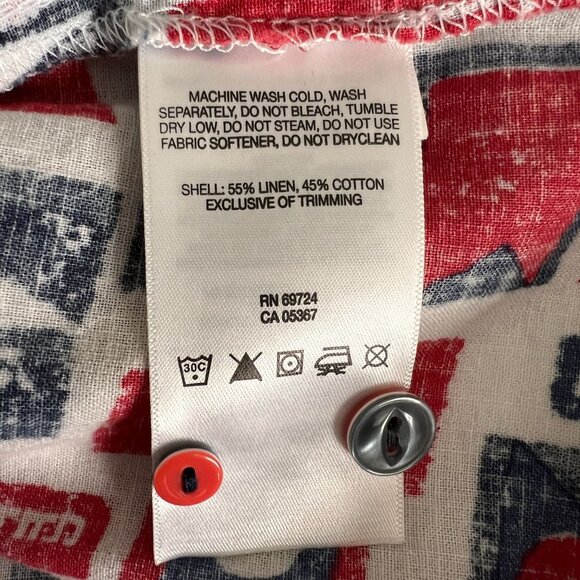 MACHINE WASH COLD, WASH
SEPARATELY, DO NOT BLEACH, TUMBLE
DRY LOW, DO NOT STEAM, DO NOT USE
FABRIC SOFTENER, DO NOT DRYCLEAN
SHELL: 55% LINEN, 45% COTTON
EXCLUSIVE OF TRIMMING
RN 69724
CA 05367
30C